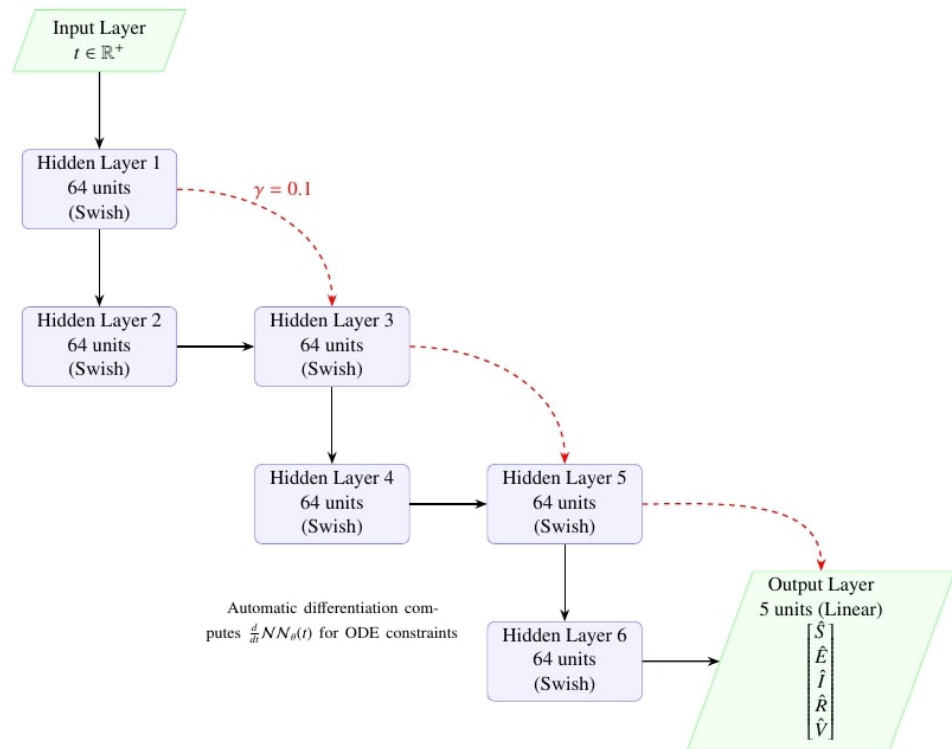 Input Layer
t ∈ ℝ⁺
Hidden Layer 1
64 units
(Swish)
γ = 0.1
Hidden Layer 2
64 units
(Swish)
Hidden Layer 3
64 units
(Swish)
Hidden Layer 4
64 units
(Swish)
Hidden Layer 5
64 units
(Swish)
Automatic differentiation com-
putes d/dt 𝒩𝒩_θ(t) for ODE constraints
Hidden Layer 6
64 units
(Swish)
Output Layer
5 units (Linear)
Ŝ
Ê
Î
R̂
V̂